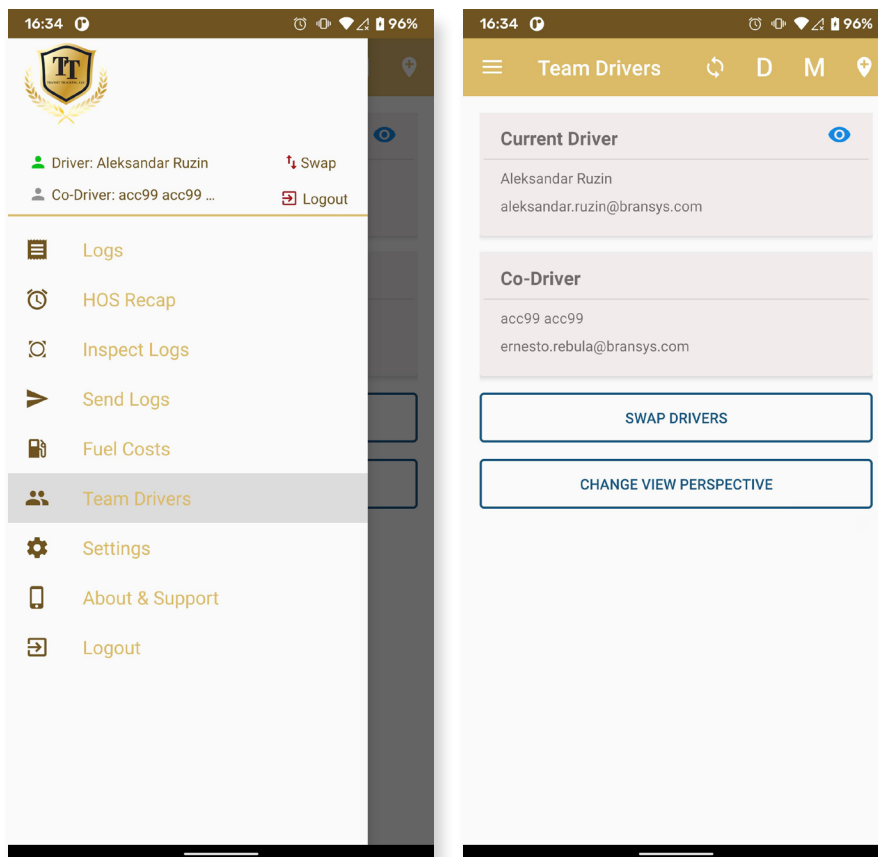 16:34
96%
TT
Driver: Aleksandar Ruzin
Swap
Co-Driver: acc99 acc99 ...
Logout
Logs
HOS Recap
Inspect Logs
Send Logs
Fuel Costs
Team Drivers
Settings
About & Support
Logout
16:34
96%
Team Drivers
D
M
Current Driver
Aleksandar Ruzin
aleksandar.ruzin@bransys.com
Co-Driver
acc99 acc99
ernesto.rebula@bransys.com
SWAP DRIVERS
CHANGE VIEW PERSPECTIVE